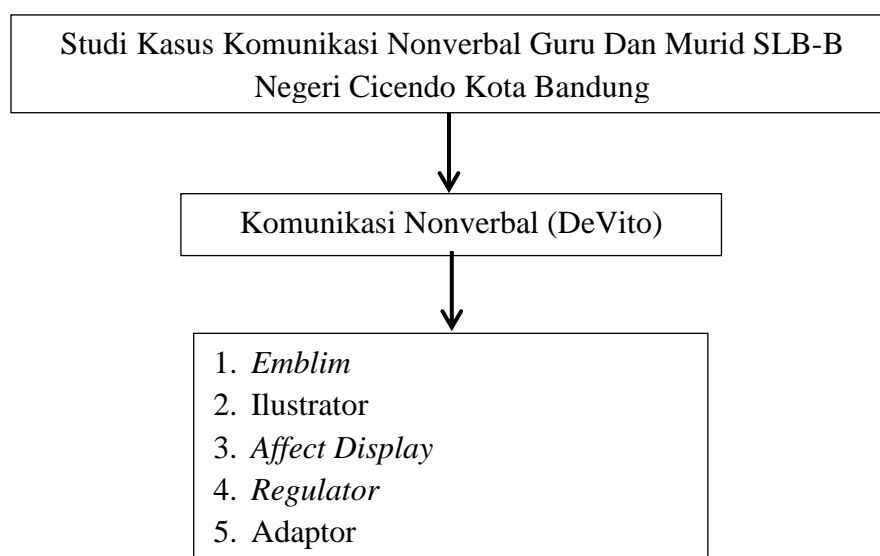 Studi Kasus Komunikasi Nonverbal Guru Dan Murid SLB-B
Negeri Cicendo Kota Bandung
Komunikasi Nonverbal (DeVito)
1. Emblim
2. Ilustrator
3. Affect Display
4. Regulator
5. Adaptor